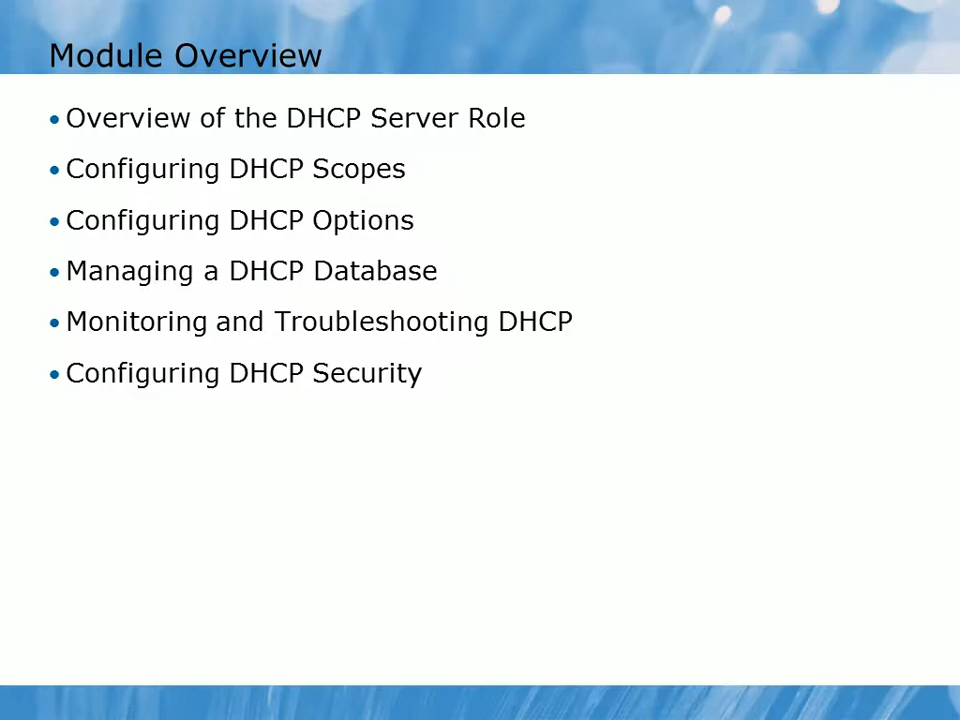 Module Overview
• Overview of the DHCP Server Role
• Configuring DHCP Scopes
• Configuring DHCP Options
• Managing a DHCP Database
• Monitoring and Troubleshooting DHCP
• Configuring DHCP Security